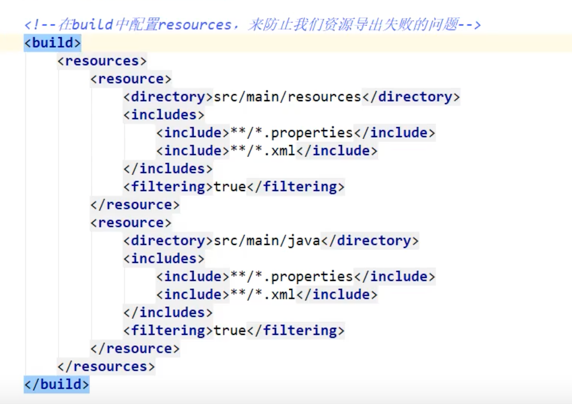 <!--在build中配置resources，来防止我们资源导出失败的问题-->
<build>
    <resources>
        <resource>
            <directory>src/main/resources</directory>
            <includes>
                <include>**/*.properties</include>
                <include>**/*.xml</include>
            </includes>
            <filtering>true</filtering>
        </resource>
        <resource>
            <directory>src/main/java</directory>
            <includes>
                <include>**/*.properties</include>
                <include>**/*.xml</include>
            </includes>
            <filtering>true</filtering>
        </resource>
    </resources>
</build>